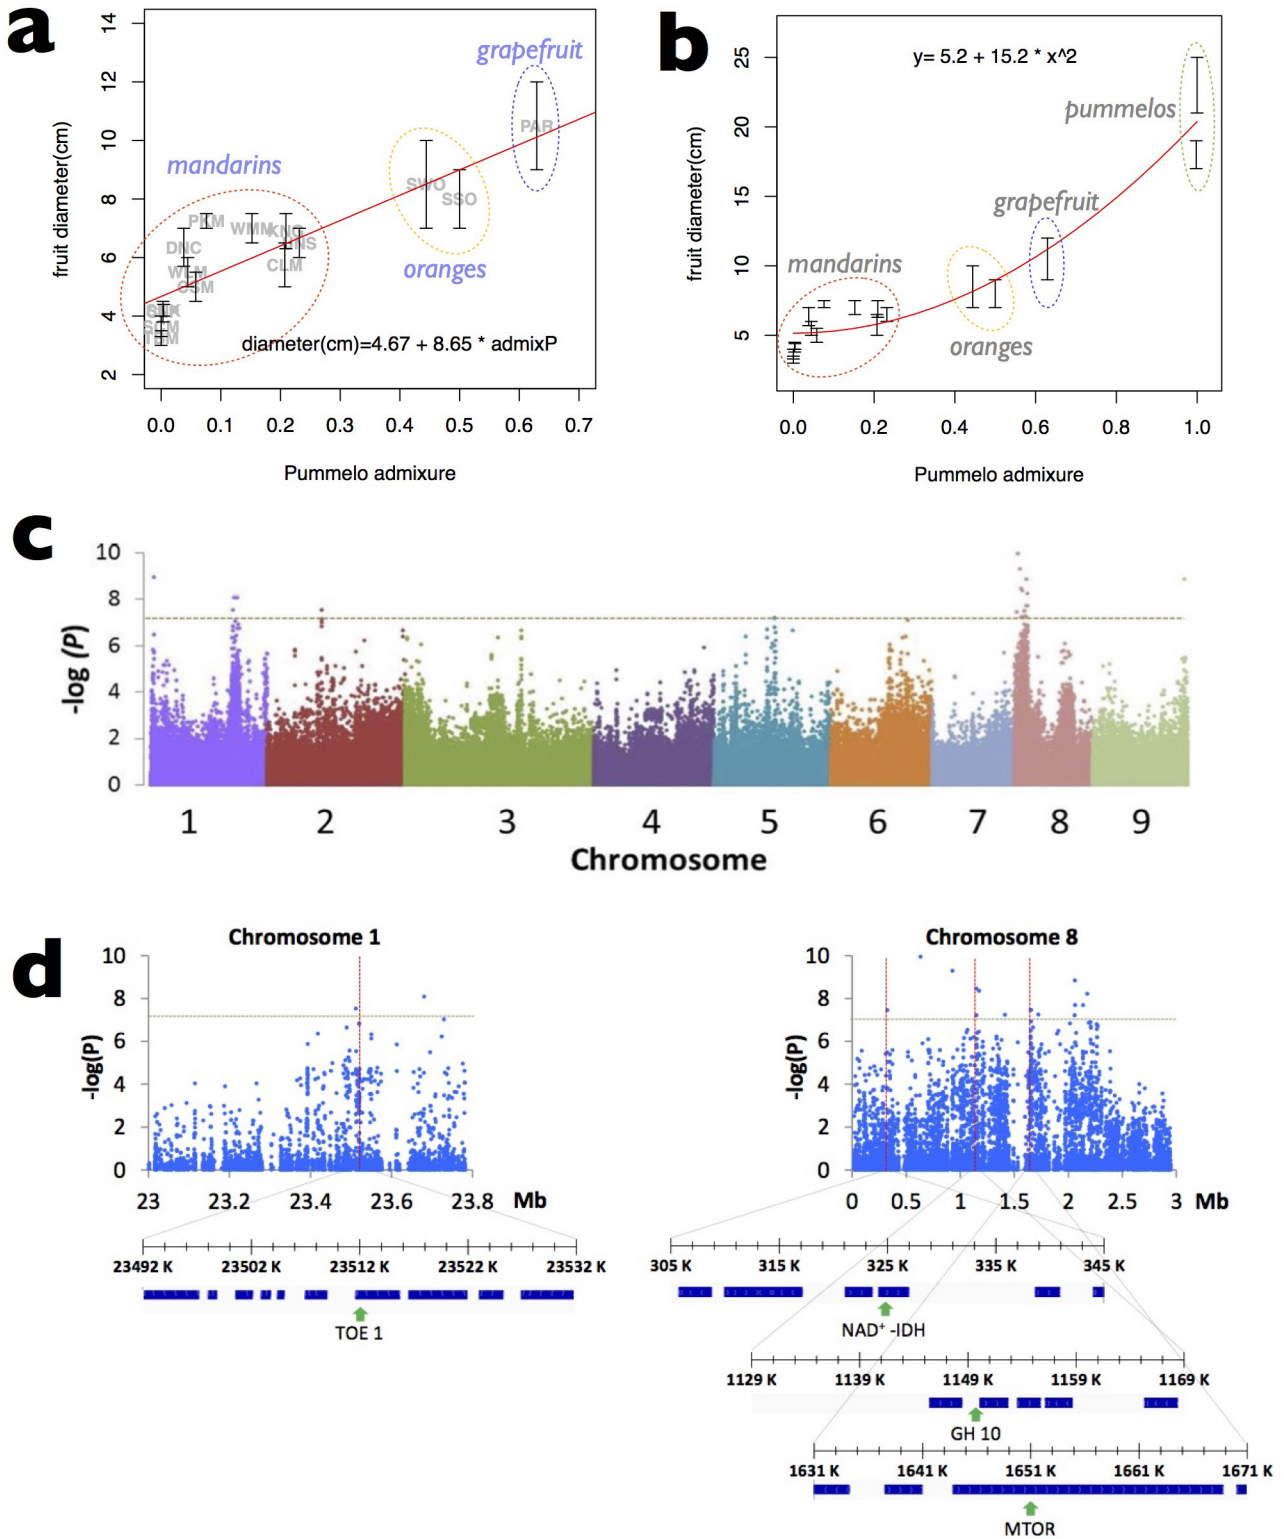 a
14
12
10
8
6
4
2
fruit diameter(cm)
grapefruit
PAR
mandarins
PKM
WMM
KNG
DNC
CLM
SWO
SSO
oranges
diameter(cm)=4.67 + 8.65 * admixP
0.0 0.1 0.2 0.3 0.4 0.5 0.6 0.7
Pummelo admixure
b
25
20
15
10
5
fruit diameter(cm)
y= 5.2 + 15.2 * x^2
pummelos
grapefruit
mandarins
oranges
0.0 0.2 0.4 0.6 0.8 1.0
Pummelo admixure
c
10
8
6
4
2
0
-log (P)
1 2 3 4 5 6 7 8 9
Chromosome
d
Chromosome 1
10
8
6
4
2
0
-log(P)
23 23.2 23.4 23.6 23.8 Mb
23492 K 23502 K 23512 K 23522 K 23532 K
TOE 1
Chromosome 8
10
8
6
4
2
0
-log(P)
0 0.5 1 1.5 2 2.5 3 Mb
305 K 315 K 325 K 335 K 345 K
NAD⁺ -IDH
1129 K 1139 K 1149 K 1159 K 1169 K
GH 10
1631 K 1641 K 1651 K 1661 K 1671 K
MTOR